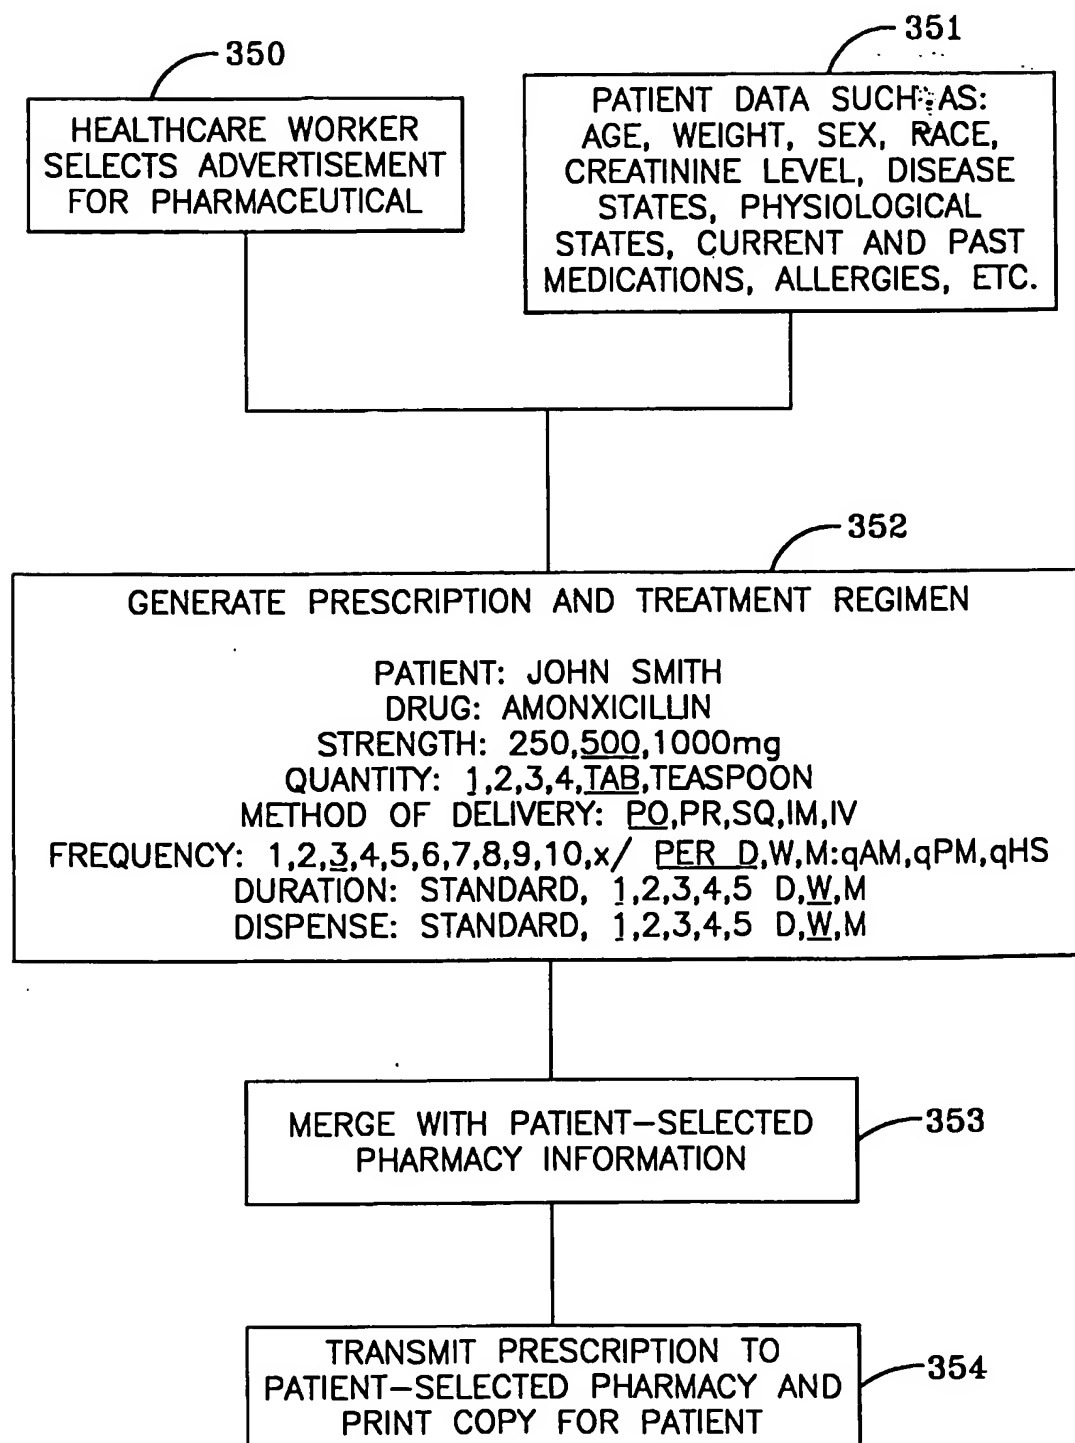 350
HEALTHCARE WORKER
SELECTS ADVERTISEMENT
FOR PHARMACEUTICAL
351
PATIENT DATA SUCH AS:
AGE, WEIGHT, SEX, RACE,
CREATININE LEVEL, DISEASE
STATES, PHYSIOLOGICAL
STATES, CURRENT AND PAST
MEDICATIONS, ALLERGIES, ETC.
352
GENERATE PRESCRIPTION AND TREATMENT REGIMEN
PATIENT: JOHN SMITH
DRUG: AMONXICILLIN
STRENGTH: 250,500,1000mg
QUANTITY: 1,2,3,4,TAB,TEASPOON
METHOD OF DELIVERY: PO,PR,SQ,IM,IV
FREQUENCY: 1,2,3,4,5,6,7,8,9,10,x/ PER D,W,M:qAM,qPM,qHS
DURATION: STANDARD, 1,2,3,4,5 D,W,M
DISPENSE: STANDARD, 1,2,3,4,5 D,W,M
MERGE WITH PATIENT-SELECTED
PHARMACY INFORMATION
353
TRANSMIT PRESCRIPTION TO
PATIENT-SELECTED PHARMACY AND
PRINT COPY FOR PATIENT
354